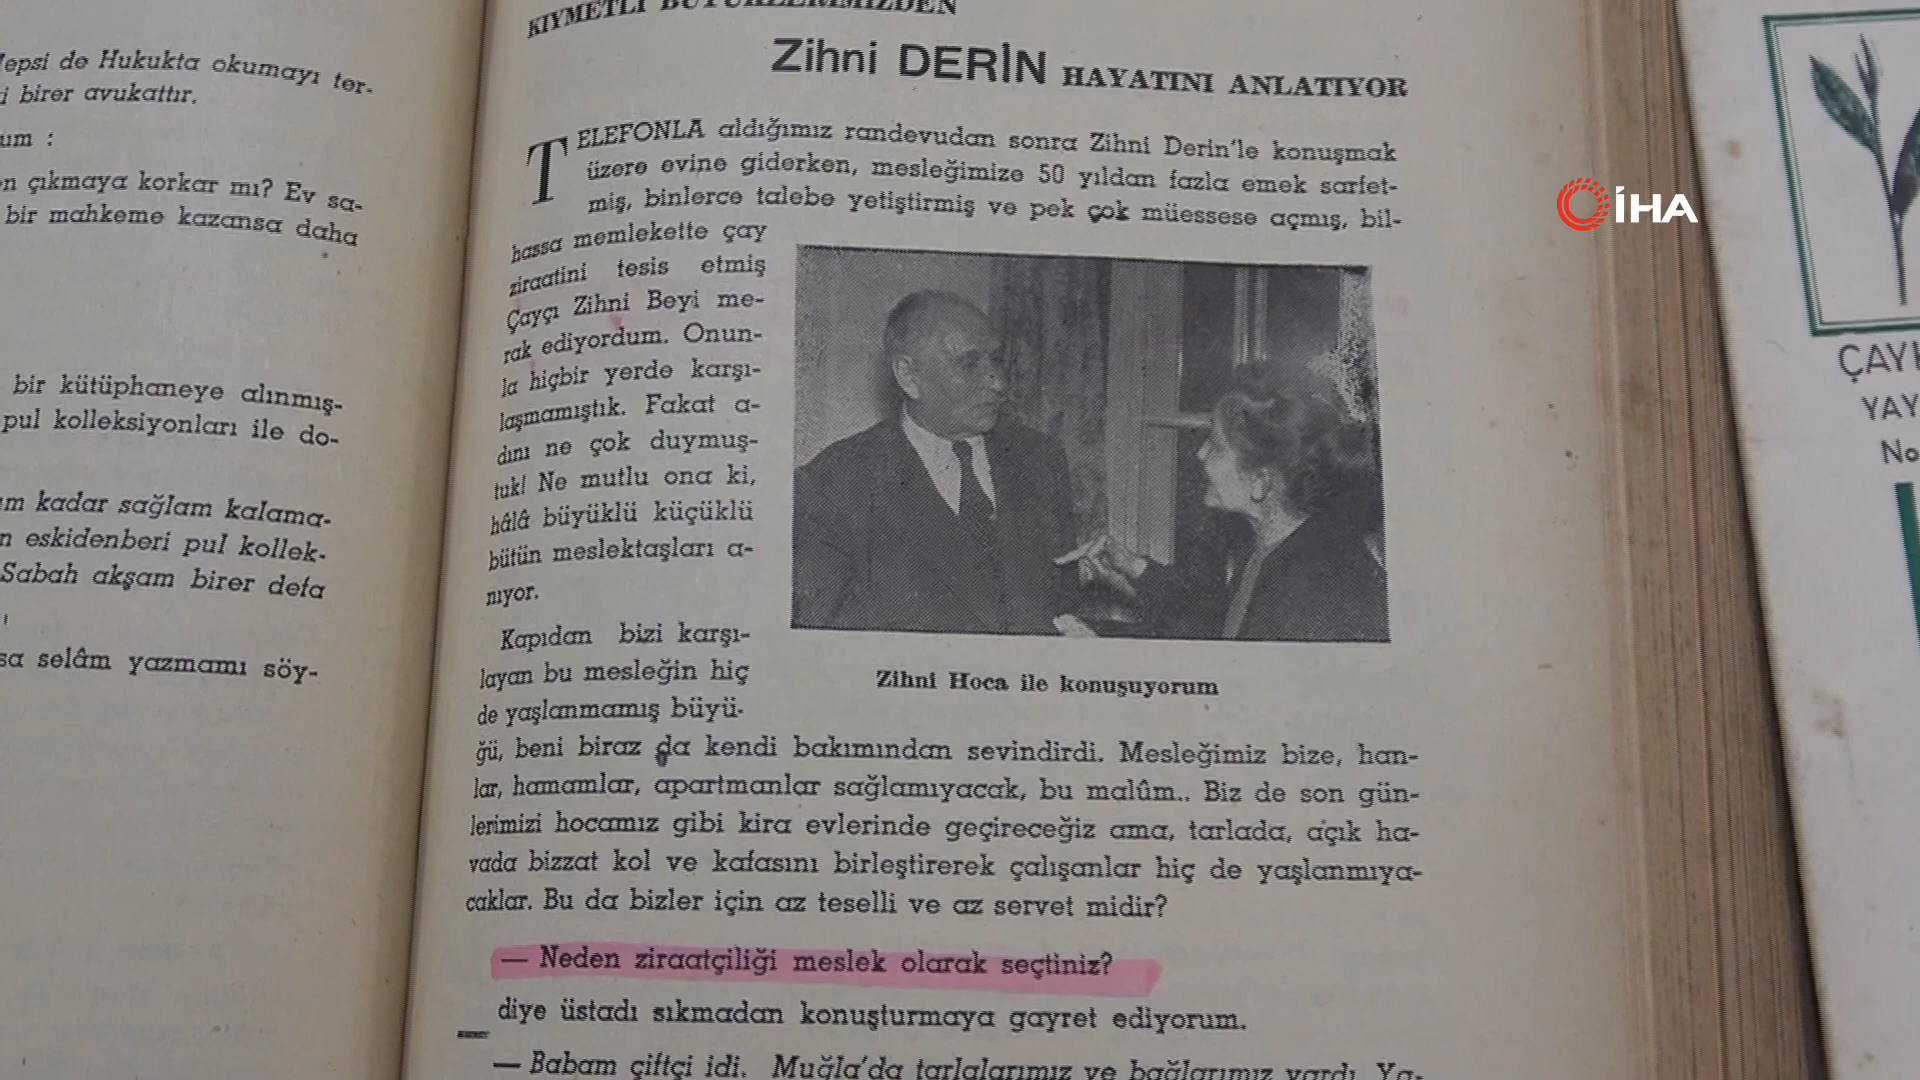 epsi de Hukukta okumayı ter-
i birer avukattır.
um :
n çıkmaya korkar mı? Ev sa-
bir mahkeme kazansa daha
bir kütüphaneye alınmış-
pul kolleksiyonları ile do-
m kadar sağlam kalama-
n eskidenberi pul kollek-
Sabah akşam birer defa
sa selâm yazmamı söy-
KIYMETLİ BÜYÜKLERİMİZDEN
Zihni DERİN HAYATINI ANLATIYOR
TELEFONLA aldığımız randevudan sonra Zihni Derin'le konuşmak
üzere evine giderken, mesleğimize 50 yıldan fazla emek sarfet-
miş, binlerce talebe yetiştirmiş ve pek çok müessese açmış, bil-
hassa memlekette çay
ziraatini tesis etmiş
Çayçı Zihni Beyi me-
rak ediyordum. Onun-
la hiçbir yerde karşı-
laşmamıştık. Fakat a-
dını ne çok duymuş-
tuk! Ne mutlu ona ki,
hâlâ büyüklü küçüklü
bütün meslektaşları a-
nıyor.
Kapıdan bizi karşı-
layan bu mesleğin hiç
de yaşlanmamış büyü-
Zihni Hoca ile konuşuyorum
ğü, beni biraz da kendi bakımından sevindirdi. Mesleğimiz bize, han-
lar, hamamlar, apartmanlar sağlamıyacak, bu malûm.. Biz de son gün-
lerimizi hocamız gibi kira evlerinde geçireceğiz ama, tarlada, açık ha-
vada bizzat kol ve kafasını birleştirerek çalışanlar hiç de yaşlanmıya-
caklar. Bu da bizler için az teselli ve az servet midir?
— Neden ziraatçiliği meslek olarak seçtiniz?
diye üstadı sıkmadan konuşturmaya gayret ediyorum.
— Babam çiftçi idi. Muğla'da tarlalarımız ve bağlarımız vardı. Ya-
İHA
ÇAYI
YAY
No